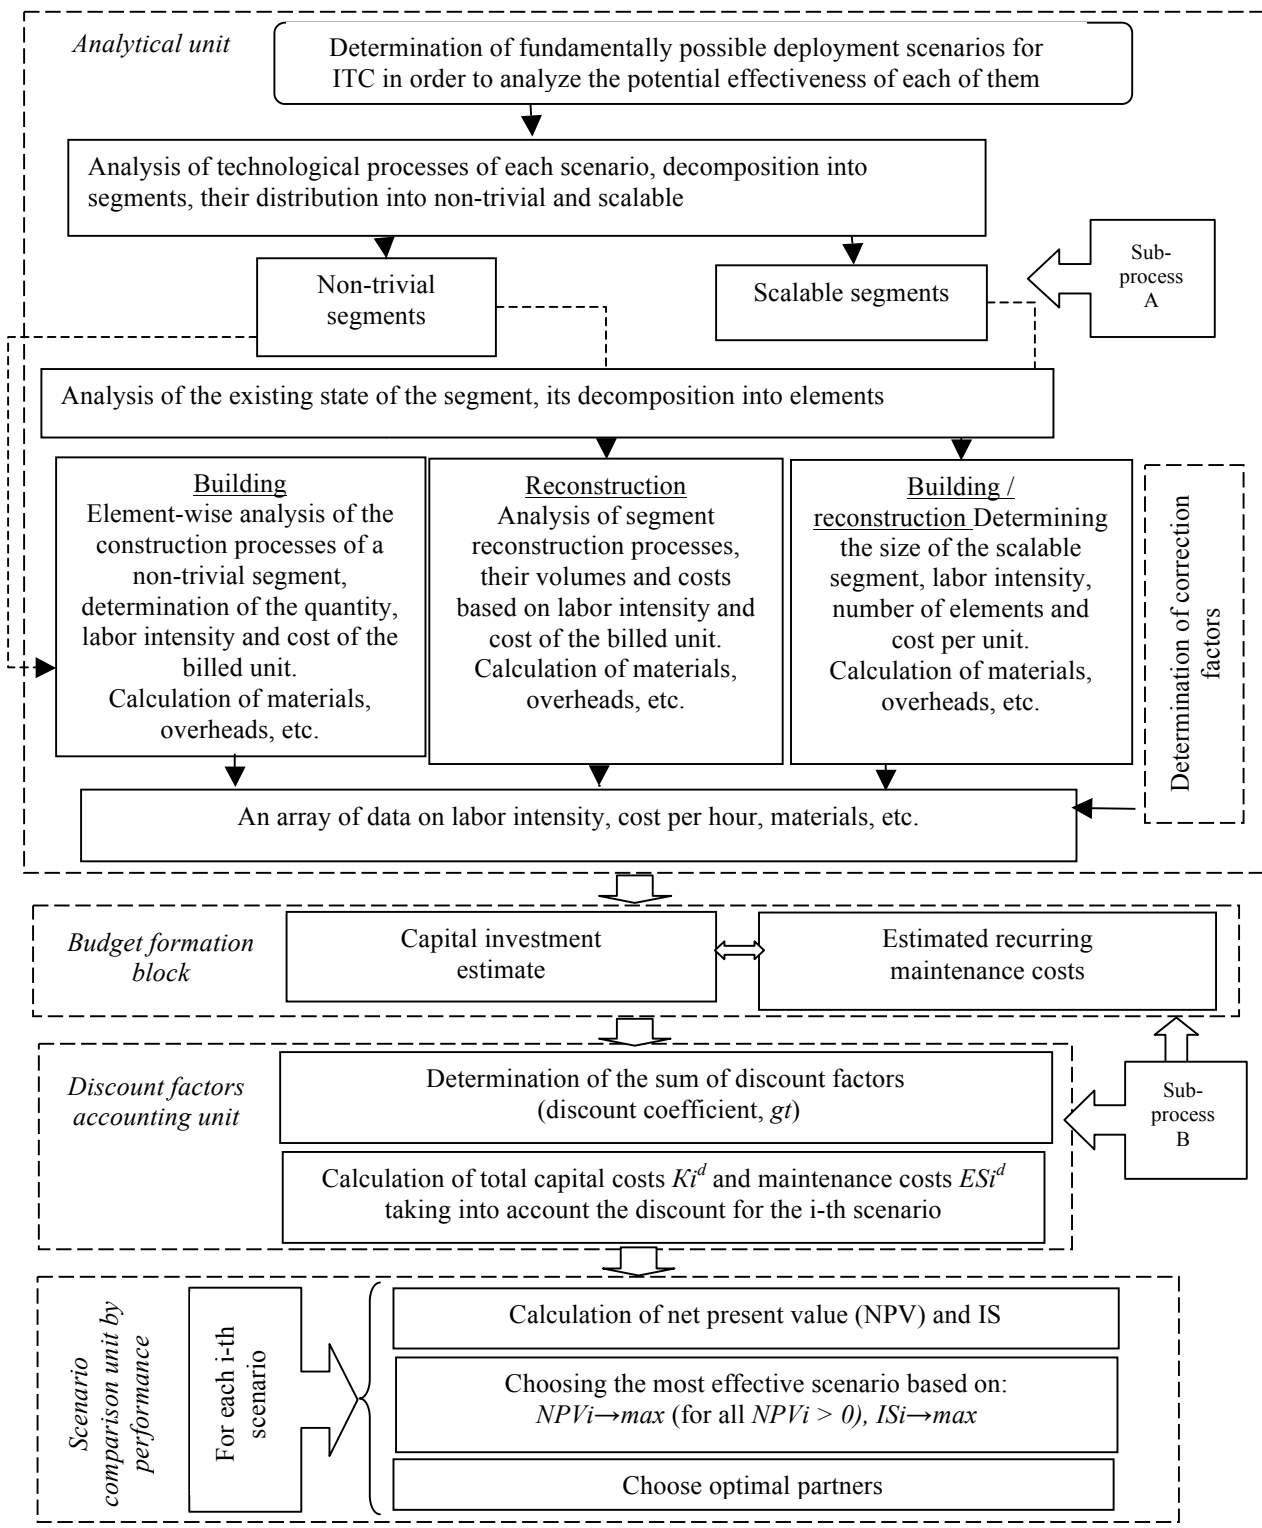 Analytical unit
Determination of fundamentally possible deployment scenarios for
ITC in order to analyze the potential effectiveness of each of them
Analysis of technological processes of each scenario, decomposition into
segments, their distribution into non-trivial and scalable
Non-trivial
segments
Scalable segments
Sub-
process
A
Analysis of the existing state of the segment, its decomposition into elements
Building
Element-wise analysis of the
construction processes of a
non-trivial segment,
determination of the quantity,
labor intensity and cost of the
billed unit.
Calculation of materials,
overheads, etc.
Reconstruction
Analysis of segment
reconstruction processes,
their volumes and costs
based on labor intensity and
cost of the billed unit.
Calculation of materials,
overheads, etc.
Building /
reconstruction Determining
the size of the scalable
segment, labor intensity,
number of elements and
cost per unit.
Calculation of materials,
overheads, etc.
Determination of correction
factors
An array of data on labor intensity, cost per hour, materials, etc.
Budget formation
block
Capital investment
estimate
Estimated recurring
maintenance costs
Discount factors
accounting unit
Determination of the sum of discount factors
(discount coefficient, gt)
Sub-
process
B
Calculation of total capital costs Ki^d and maintenance costs ESi^d
taking into account the discount for the i-th scenario
Scenario
comparison unit by
performance
For each i-th
scenario
Calculation of net present value (NPV) and IS
Choosing the most effective scenario based on:
NPVi→max (for all NPVi > 0), ISi→max
Choose optimal partners